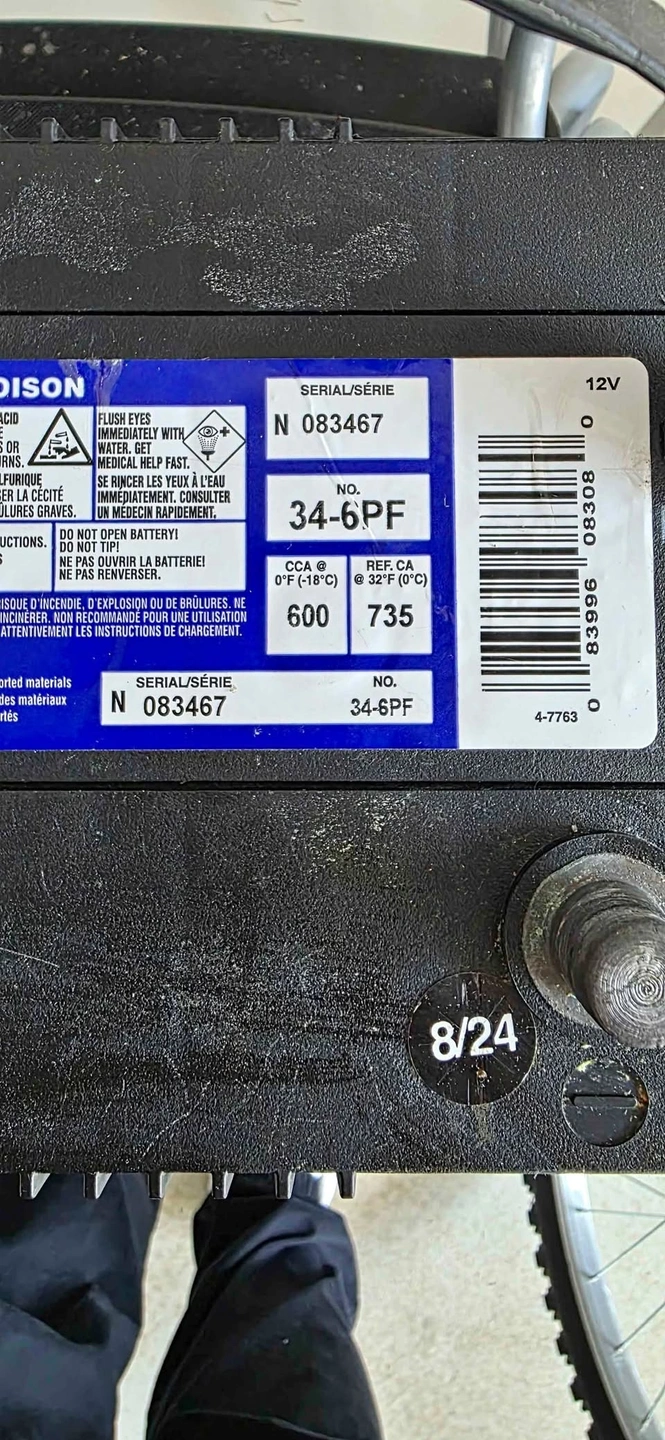 OISON
ACID
S OR
RNS.
FLUSH EYES
IMMEDIATELY WITH
WATER. GET
MEDICAL HELP FAST.
LFURIQUE
SER LA CÉCITÉ
ÛLURES GRAVES.
SE RINCER LES YEUX À L'EAU
IMMÉDIATEMENT. CONSULTER
UN MÉDECIN RAPIDEMENT.
UCTIONS.
S
DO NOT OPEN BATTERY!
DO NOT TIP!
NE PAS OUVRIR LA BATTERIE!
NE PAS RENVERSER.
RISQUE D'INCENDIE, D'EXPLOSION OU DE BRÛLURES. NE
INCINÉRER. NON RECOMMANDÉ POUR UNE UTILISATION
ATTENTIVEMENT LES INSTRUCTIONS DE CHARGEMENT.
orted materials
des matériaux
rtés
SERIAL/SÉRIE
N 083467
NO.
34-6PF
CCA @
0°F (-18°C)
600
REF. CA
@ 32°F (0°C)
735
SERIAL/SÉRIE
N 083467
NO.
34-6PF
12V
0 83996 08308 0
4-7763
8/24